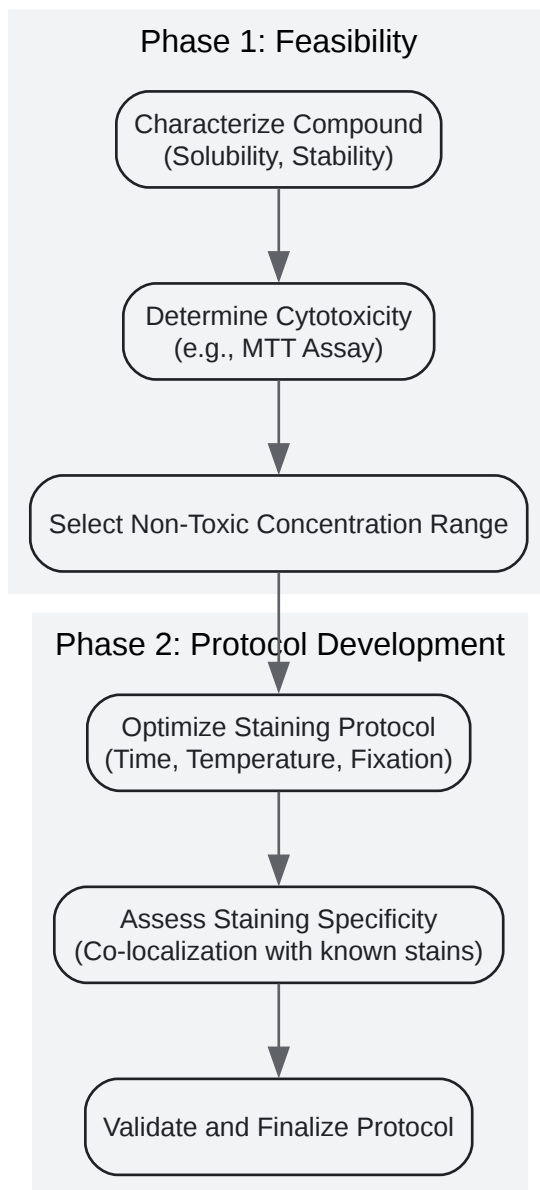 Phase 1: Feasibility
Characterize Compound
(Solubility, Stability)
Determine Cytotoxicity
(e.g., MTT Assay)
Select Non-Toxic Concentration Range
Phase 2: Protocol Development
Optimize Staining Protocol
(Time, Temperature, Fixation)
Assess Staining Specificity
(Co-localization with known stains)
Validate and Finalize Protocol